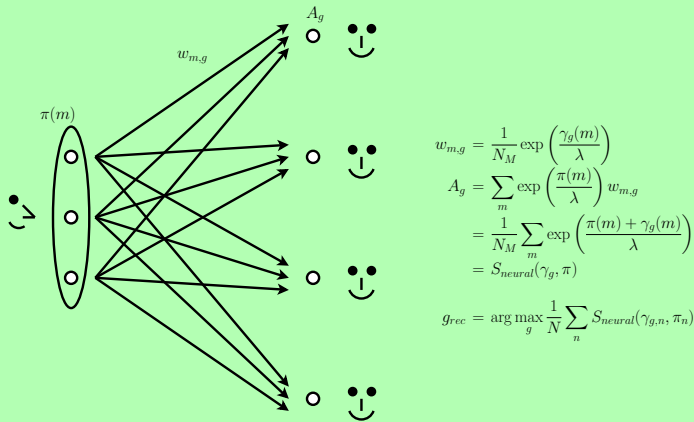 A_g
w_{m,g}
π(m)
w_{m,g} = \frac{1}{N_M} \exp\left(\frac{γ_g(m)}{λ}\right)
A_g = \sum_m \exp\left(\frac{π(m)}{λ}\right) w_{m,g}
= \frac{1}{N_M} \sum_m \exp\left(\frac{π(m) + γ_g(m)}{λ}\right)
= S_{neural}(γ_g, π)
g_{rec} = \arg\max_g \frac{1}{N} \sum_n S_{neural}(γ_{g,n}, π_n)